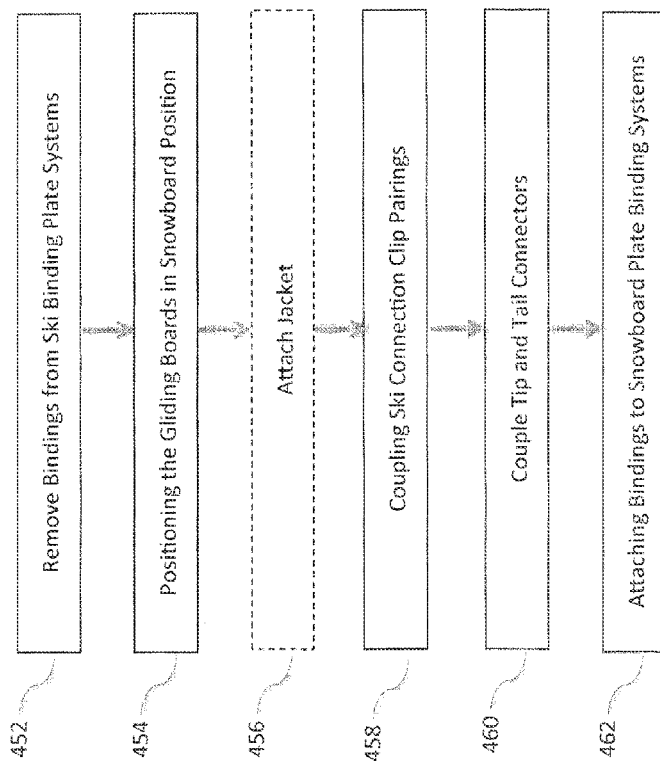 452
Remove Bindings from Ski Binding Plate Systems
454
Positioning the Gliding Boards in Snowboard Position
456
Attach Jacket
458
Coupling Ski Connection Clip Pairings
460
Couple Tip and Tail Connectors
462
Attaching Bindings to Snowboard Plate Binding Systems